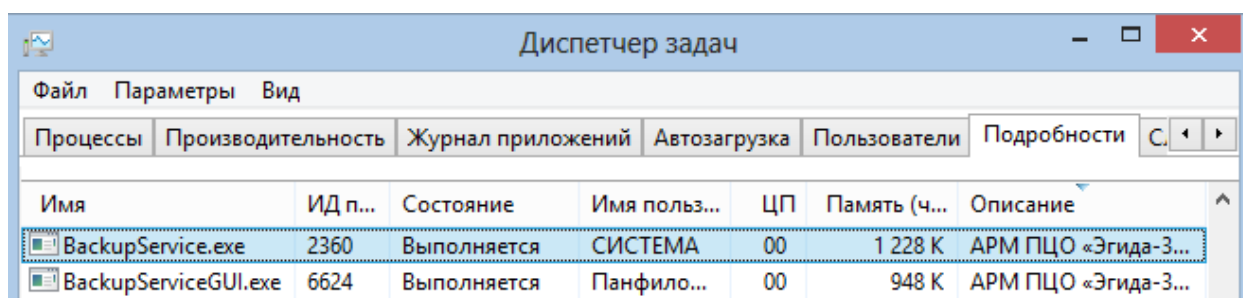 Диспетчер задач
Файл Параметры Вид
Процессы Производительность Журнал приложений Автозагрузка Пользователи Подробности С.
Имя ИД п... Состояние Имя польз... ЦП Память (ч... Описание
BackupService.exe 2360 Выполняется СИСТЕМА 00 1 228 K АРМ ПЦО «Эгида-3...
BackupServiceGUI.exe 6624 Выполняется Панфило... 00 948 K АРМ ПЦО «Эгида-3...